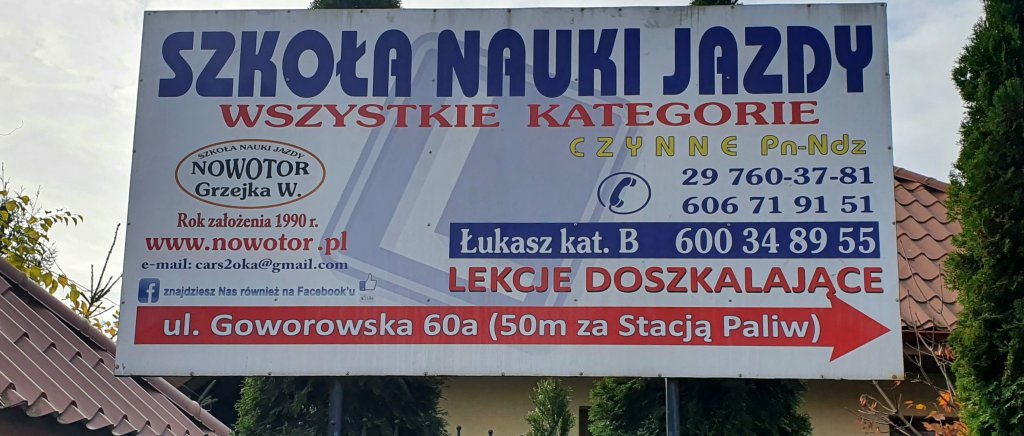 SZKOŁA NAUKI JAZDY
WSZYSTKIE KATEGORIE
CZYNNE Pn-Ndz
SZKOŁA NAUKI JAZDY
NOWOTOR
Grzejka W.
Rok założenia 1990 r.
www.nowotor.pl
e-mail: cars2oka@gmail.com
f znajdziesz Nas również na Facebook'u
29 760-37-81
606 71 91 51
Łukasz kat. B 600 34 89 55
LEKCJE DOSZKALAJĄCE
ul. Goworowska 60a (50m za Stacją Paliw)